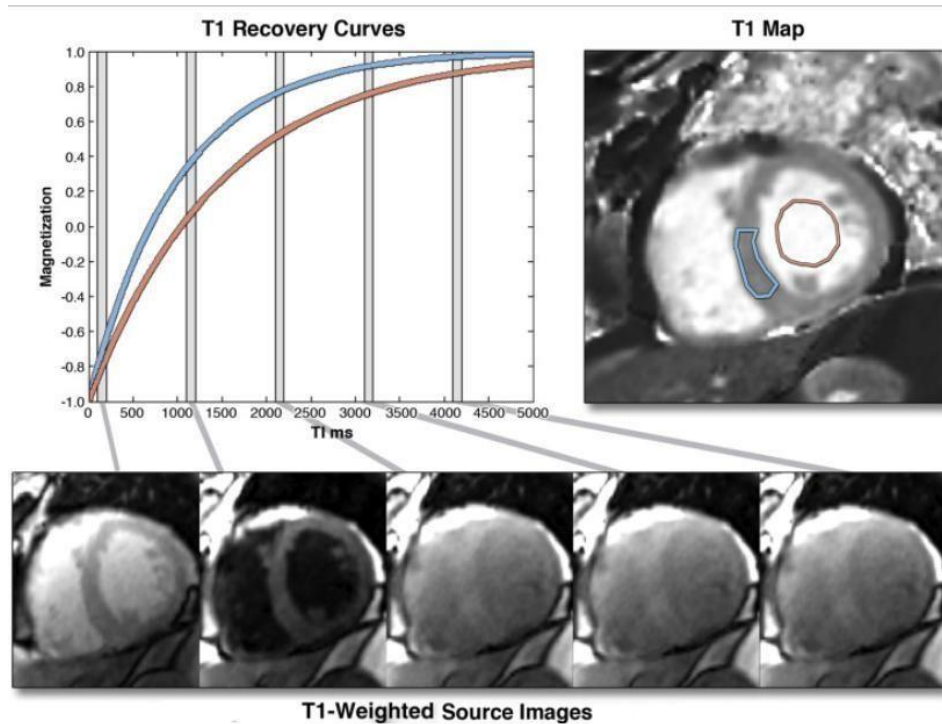 T1 Recovery Curves
T1 Map
1.0
0.8
0.6
0.4
0.2
0.0
-0.2
-0.4
-0.6
-0.8
-1.0
Magnetization
0 500 1000 1500 2000 2500 3000 3500 4000 4500 5000
TI ms
T1-Weighted Source Images